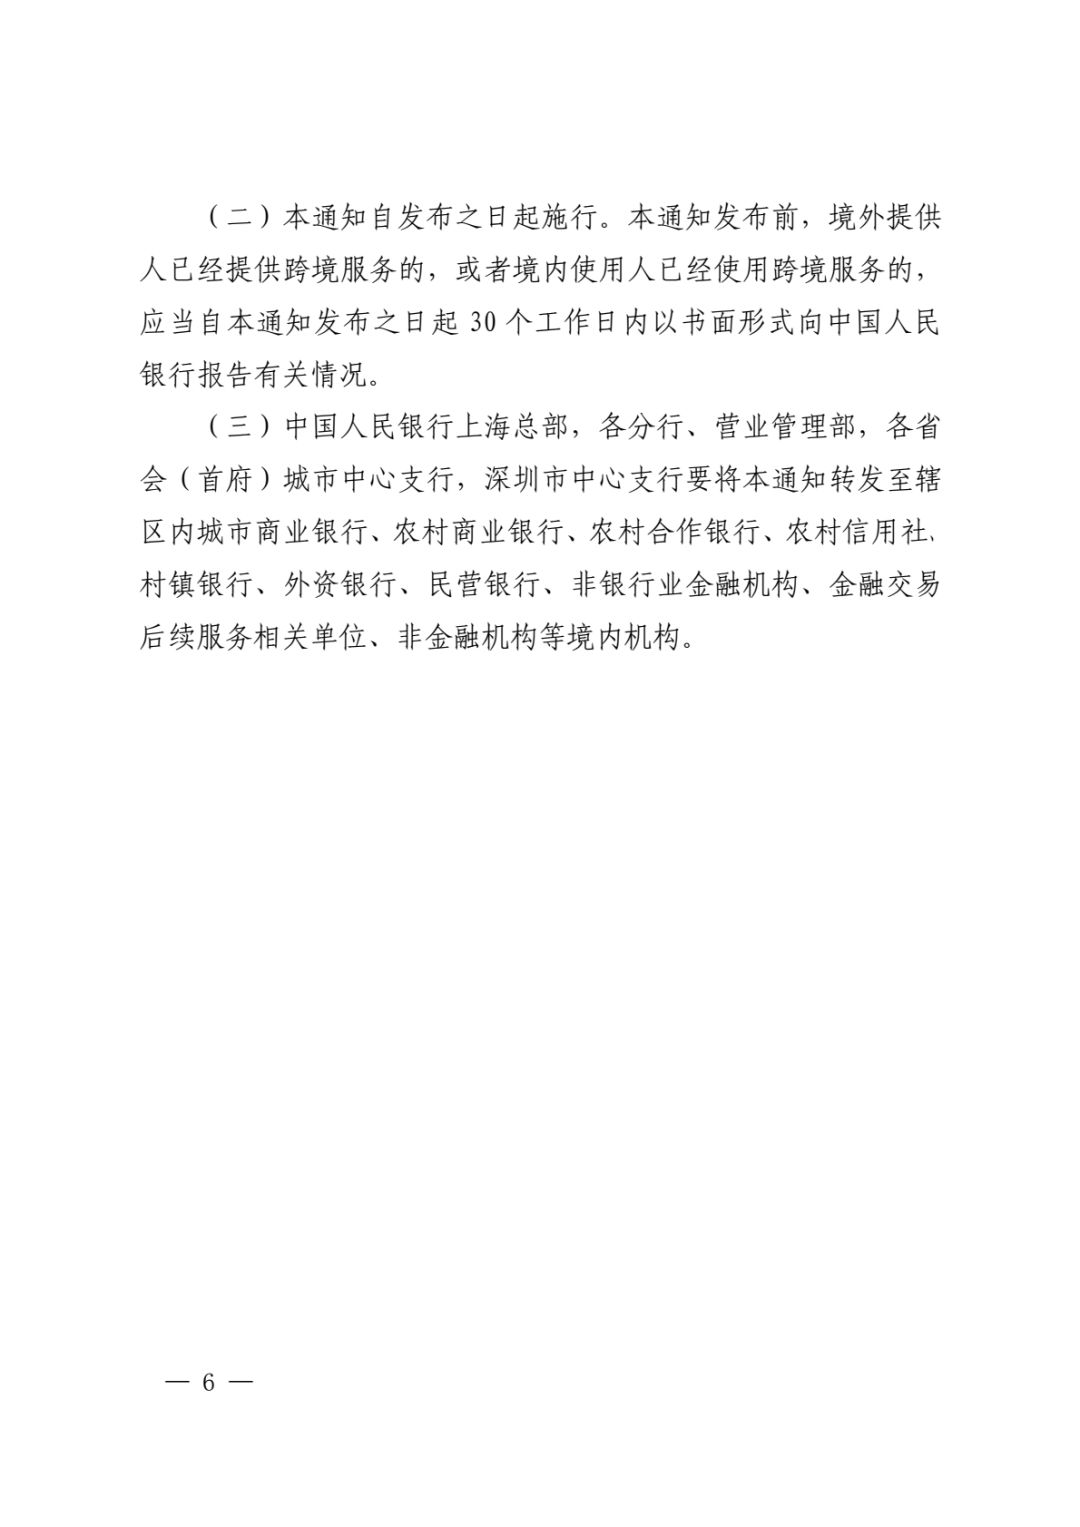 （二）本通知自发布之日起施行。本通知发布前，境外提供
人已经提供跨境服务的，或者境内使用人已经使用跨境服务的，
应当自本通知发布之日起 30 个工作日内以书面形式向中国人民
银行报告有关情况。
（三）中国人民银行上海总部，各分行、营业管理部，各省
会（首府）城市中心支行，深圳市中心支行要将本通知转发至辖
区内城市商业银行、农村商业银行、农村合作银行、农村信用社、
村镇银行、外资银行、民营银行、非银行业金融机构、金融交易
后续服务相关单位、非金融机构等境内机构。
— 6 —